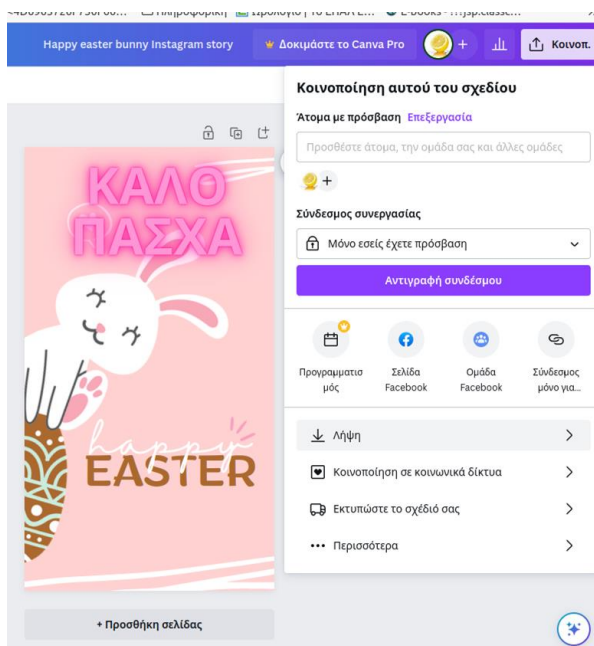 Ωρολόγιο | Το ΕΠΑΛ Ε...
Happy easter bunny Instagram story
Δοκιμάστε το Canva Pro
+
Κοινοπ.
Κοινοποίηση αυτού του σχεδίου
Άτομα με πρόσβαση Επεξεργασία
Προσθέστε άτομα, την ομάδα σας και άλλες ομάδες
+
Σύνδεσμος συνεργασίας
Μόνο εσείς έχετε πρόσβαση
Αντιγραφή συνδέσμου
Προγραμματισ
μός
Σελίδα
Facebook
Ομάδα
Facebook
Σύνδεσμος
μόνο για...
Λήψη
Κοινοποίηση σε κοινωνικά δίκτυα
Εκτυπώστε το σχέδιό σας
Περισσότερα
ΚΑΛΟ
ΠΑΣΧΑ
happy
EASTER
+ Προσθήκη σελίδας